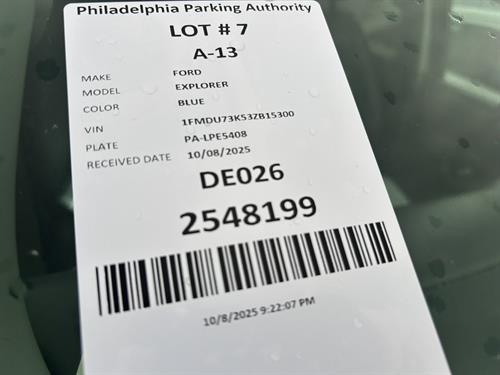 Philadelphia Parking Authority
LOT # 7
A-13
MAKE FORD
MODEL EXPLORER
COLOR BLUE
VIN 1FMDU73K53ZB15300
PLATE PA-LPE5408
RECEIVED DATE 10/08/2025
DE026
2548199
10/8/2025 9:22:07 PM